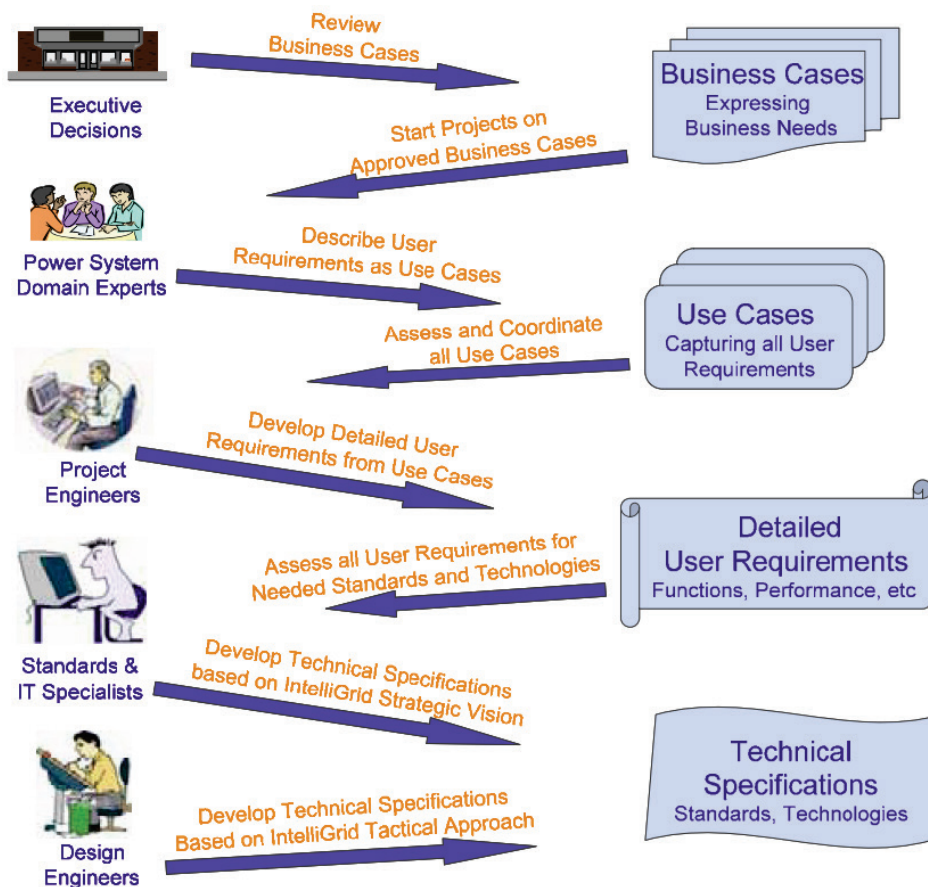 Review
Business Cases
Executive
Decisions
Business Cases
Expressing
Business Needs
Start Projects on
Approved Business Cases
Power System
Domain Experts
Describe User
Requirements as Use Cases
Use Cases
Capturing all User
Requirements
Assess and Coordinate
all Use Cases
Project
Engineers
Develop Detailed User
Requirements from Use Cases
Detailed
User Requirements
Functions, Performance, etc
Assess all User Requirements for
Needed Standards and Technologies
Standards &
IT Specialists
Develop Technical Specifications
based on IntelliGrid Strategic Vision
Technical
Specifications
Standards, Technologies
Design
Engineers
Develop Technical Specifications
Based on IntelliGrid Tactical Approach